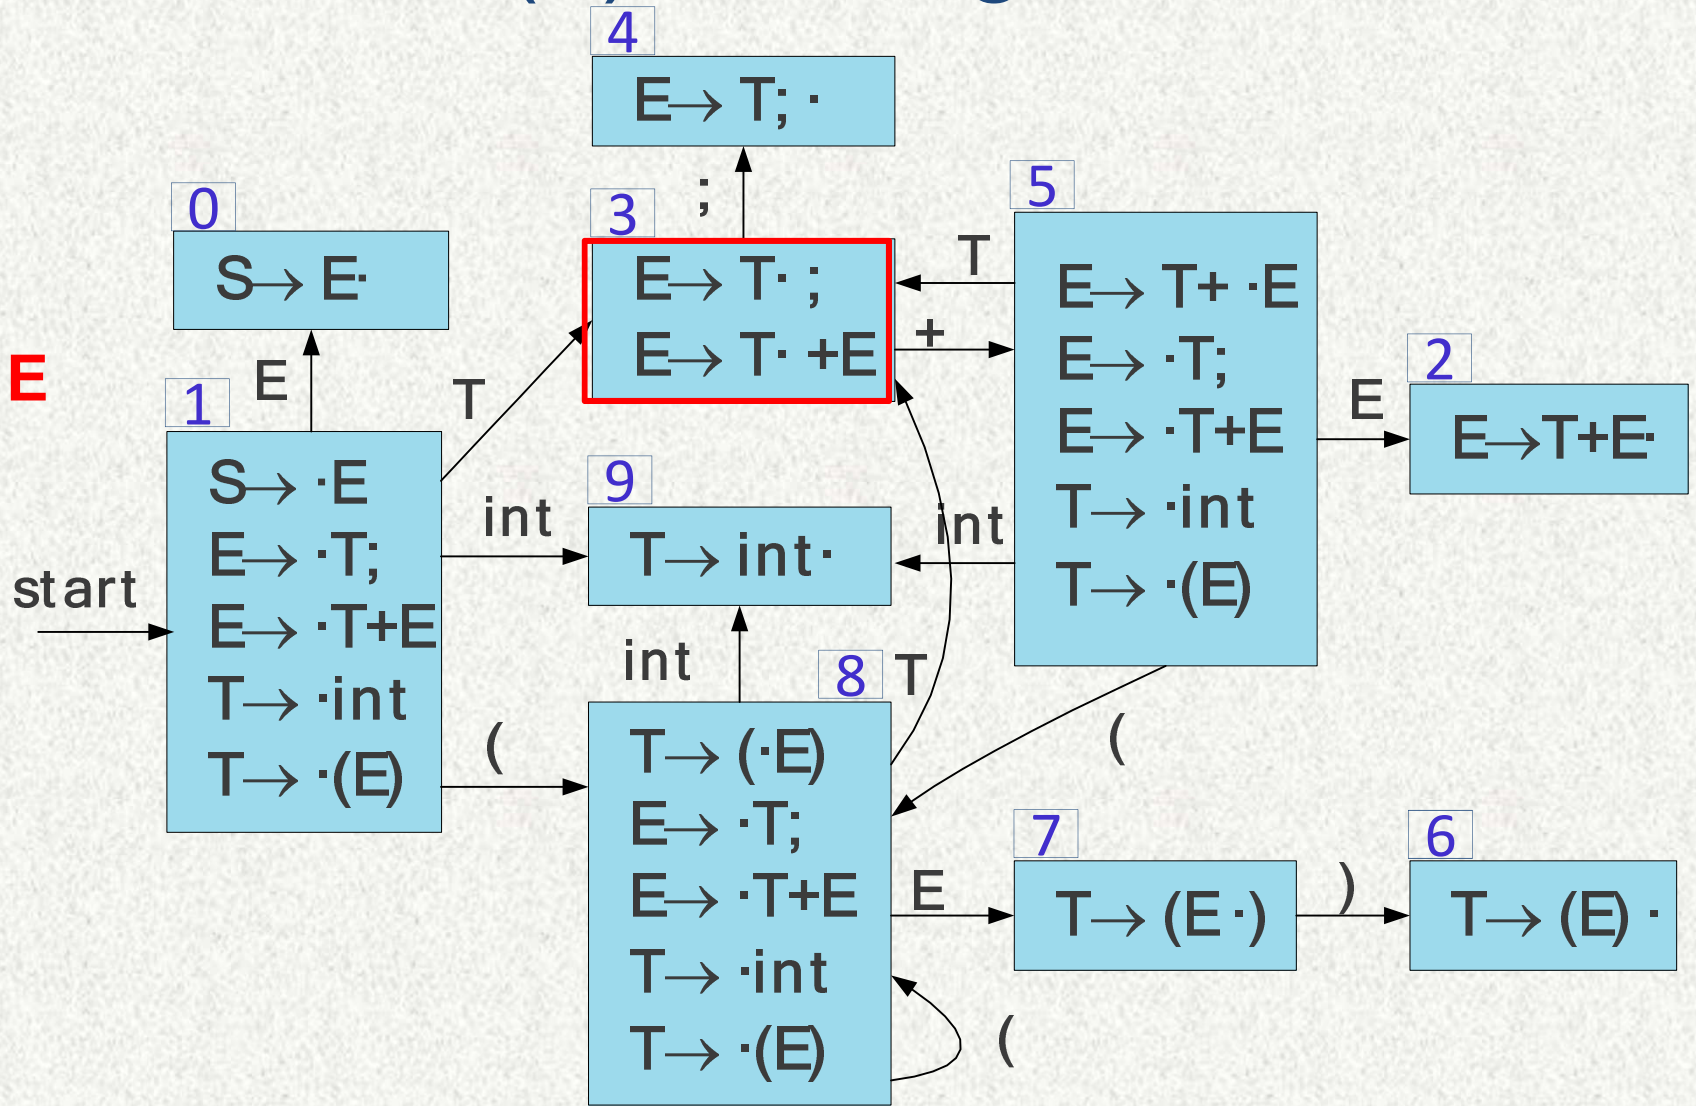 4
E→ T; ·
0
S→ E·
;
3
E→ T· ;
E→ T· +E
T
+
5
E→ T+ ·E
E→ ·T;
E→ ·T+E
T→ ·int
T→ ·(E)
E
2
E→T+E·
E
E
T
1
S→ ·E
E→ ·T;
E→ ·T+E
T→ ·int
T→ ·(E)
start
int
9
T→ int·
int
int
(
8
T
T→ (·E)
E→ ·T;
E→ ·T+E
T→ ·int
T→ ·(E)
(
E
7
T→ (E·)
)
6
T→ (E) ·
(